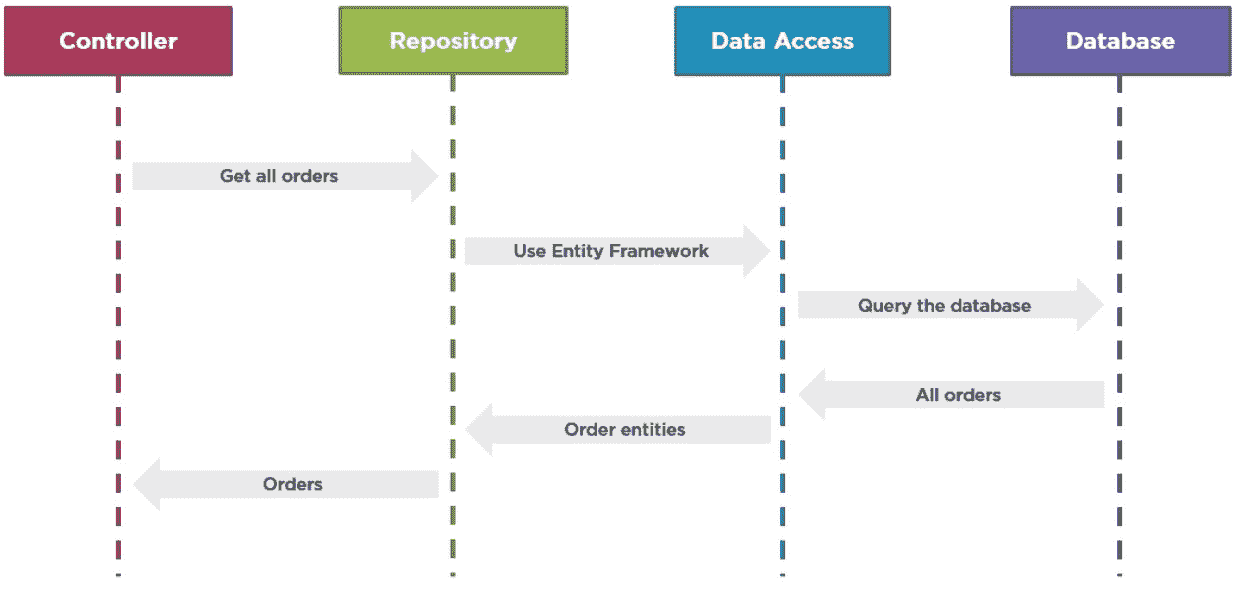 Controller
Repository
Data Access
Database
Get all orders
Use Entity Framework
Query the database
All orders
Order entities
Orders